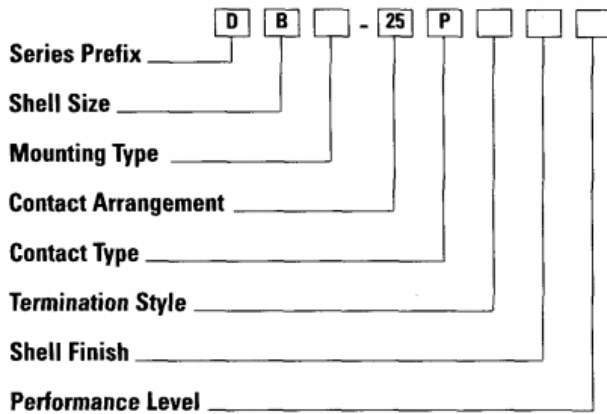 D B - 25 P
Series Prefix
Shell Size
Mounting Type
Contact Arrangement
Contact Type
Termination Style
Shell Finish
Performance Level